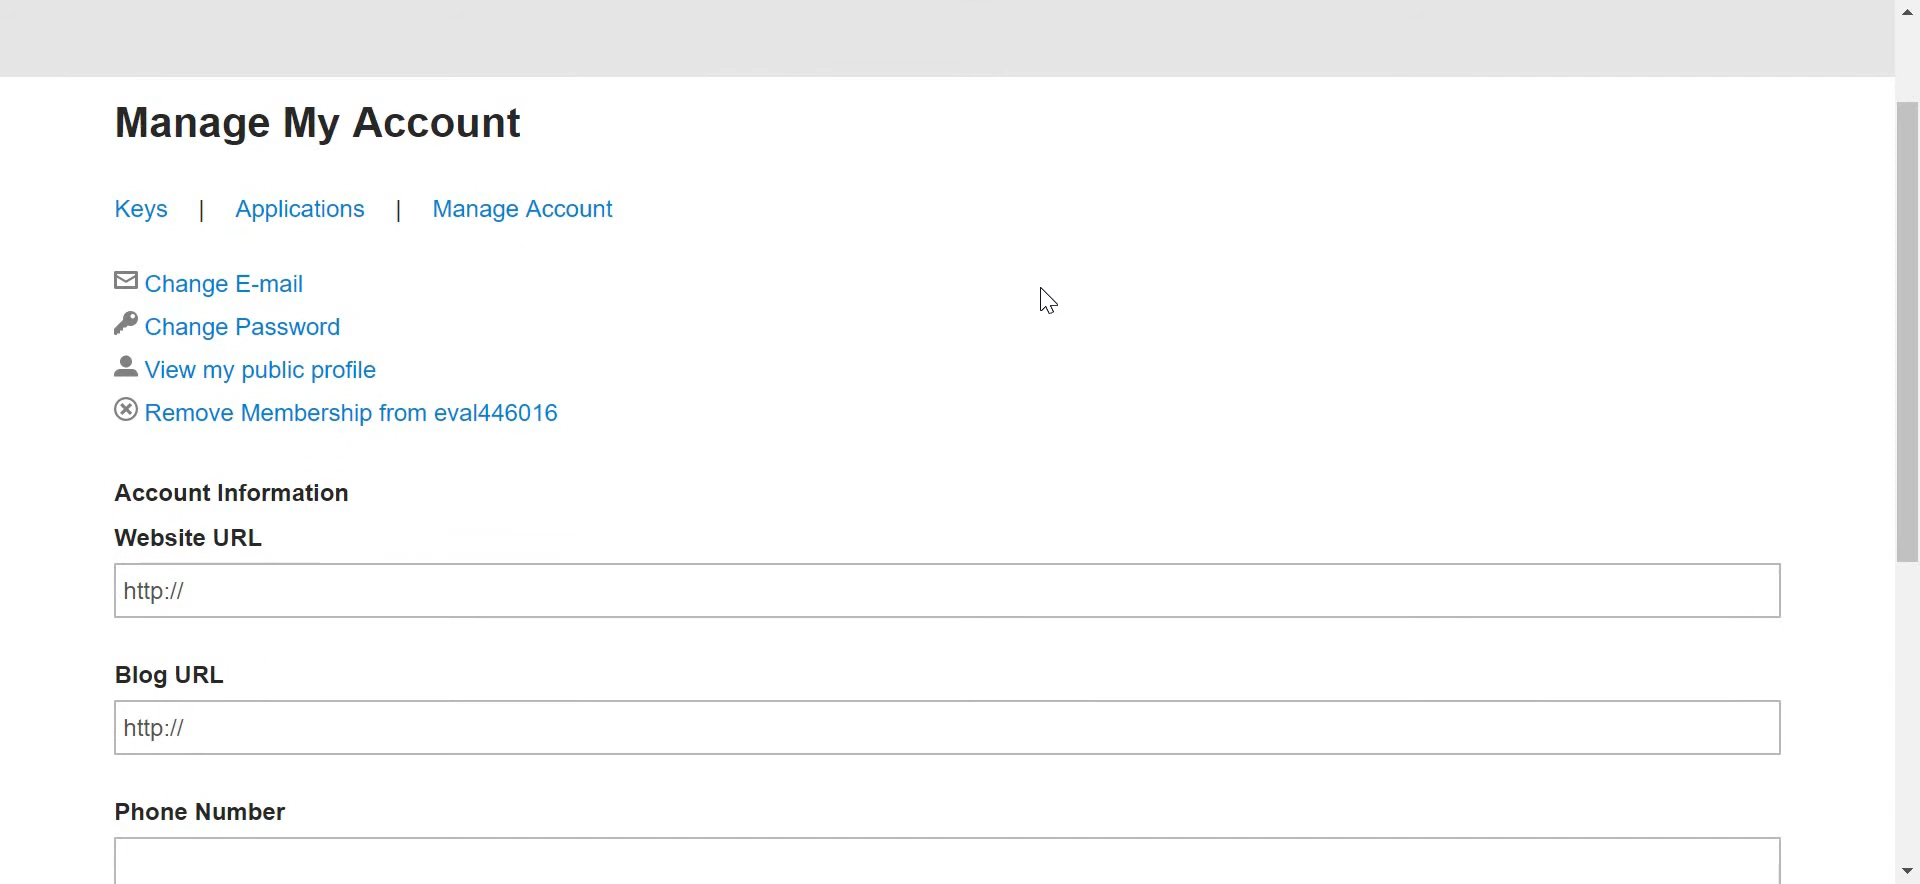 Manage My Account
Keys | Applications | Manage Account
Change E-mail
Change Password
View my public profile
Remove Membership from eval446016
Account Information
Website URL
http://
Blog URL
http://
Phone Number